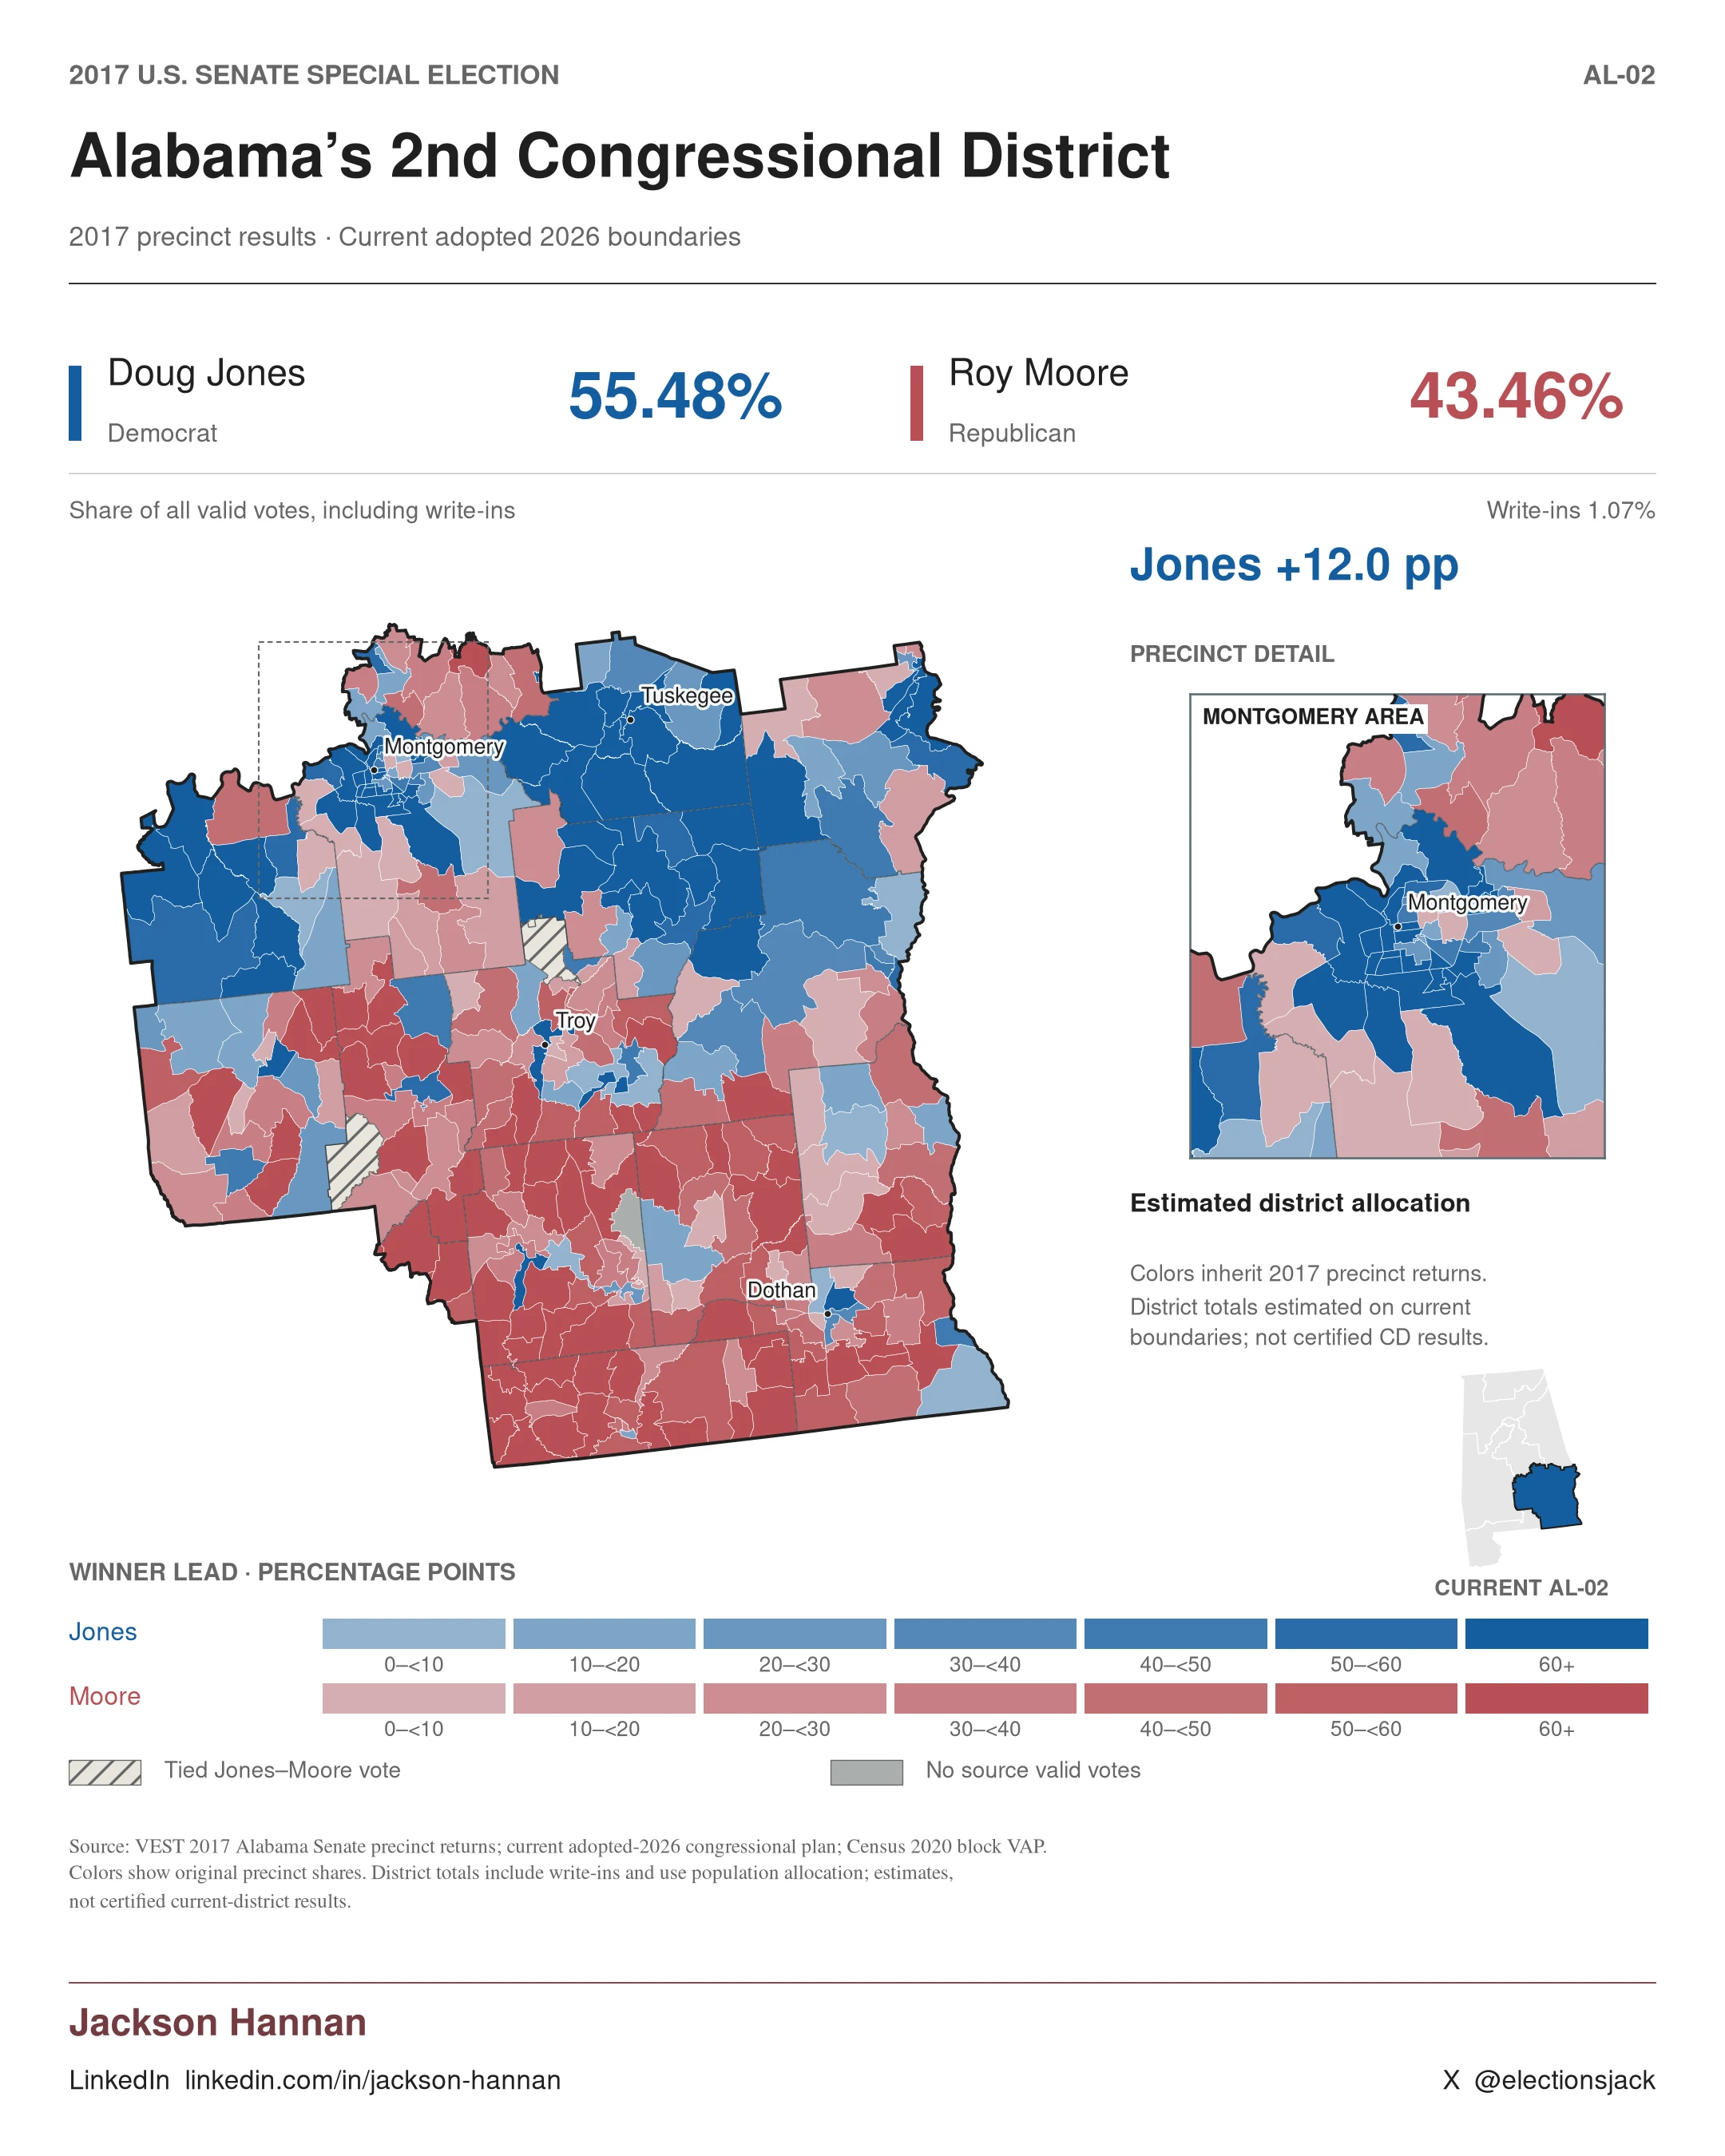 2017 U.S. SENATE SPECIAL ELECTION
AL-02
Alabama’s 2nd Congressional District
2017 precinct results · Current adopted 2026 boundaries
Doug Jones
Democrat
55.48%
Roy Moore
Republican
43.46%
Share of all valid votes, including write-ins
Write-ins 1.07%
Jones +12.0 pp
PRECINCT DETAIL
Tuskegee
Montgomery
Troy
Dothan
MONTGOMERY AREA
Montgomery
Estimated district allocation
Colors inherit 2017 precinct returns.
District totals estimated on current
boundaries; not certified CD results.
CURRENT AL-02
WINNER LEAD · PERCENTAGE POINTS
Jones
0–<10 10–<20 20–<30 30–<40 40–<50 50–<60 60+
Moore
0–<10 10–<20 20–<30 30–<40 40–<50 50–<60 60+
Tied Jones–Moore vote
No source valid votes
Source: VEST 2017 Alabama Senate precinct returns; current adopted-2026 congressional plan; Census 2020 block VAP.
Colors show original precinct shares. District totals include write-ins and use population allocation; estimates,
not certified current-district results.
Jackson Hannan
LinkedIn linkedin.com/in/jackson-hannan
X @electionsjack